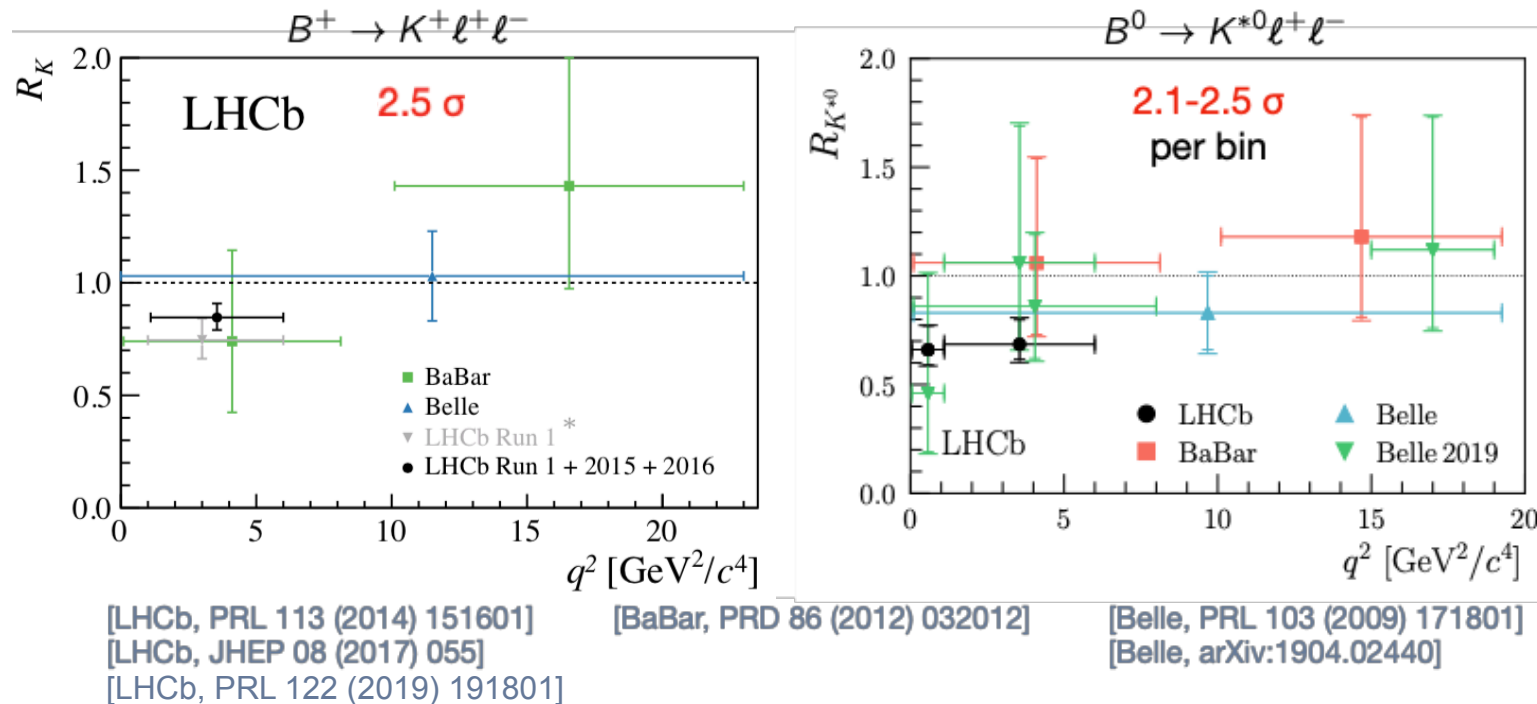 B⁺ → K⁺ℓ⁺ℓ⁻
R_K
2.0
1.5
1.0
0.5
0.0
LHCb
2.5 σ
BaBar
Belle
LHCb Run 1 *
LHCb Run 1 + 2015 + 2016
0 5 10 15 20
q² [GeV²/c⁴]
B⁰ → K*⁰ℓ⁺ℓ⁻
R_K*⁰
2.0
1.5
1.0
0.5
0.0
2.1-2.5 σ
per bin
LHCb
LHCb Belle
BaBar Belle 2019
0 5 10 15 20
q² [GeV²/c⁴]
[LHCb, PRL 113 (2014) 151601] [BaBar, PRD 86 (2012) 032012] [Belle, PRL 103 (2009) 171801]
[LHCb, JHEP 08 (2017) 055] [Belle, arXiv:1904.02440]
[LHCb, PRL 122 (2019) 191801]